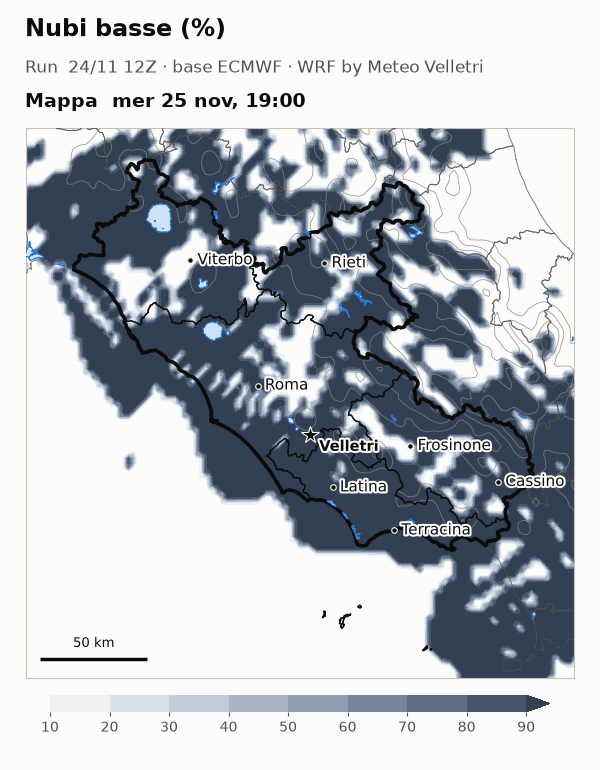 Nubi basse (%)
Run  24/11 12Z · base ECMWF · WRF by Meteo Velletri
Mappa  mer 25 nov, 19:00
Viterbo
Rieti
Roma
Velletri
Frosinone
Cassino
Latina
Terracina
50 km
10 20 30 40 50 60 70 80 90